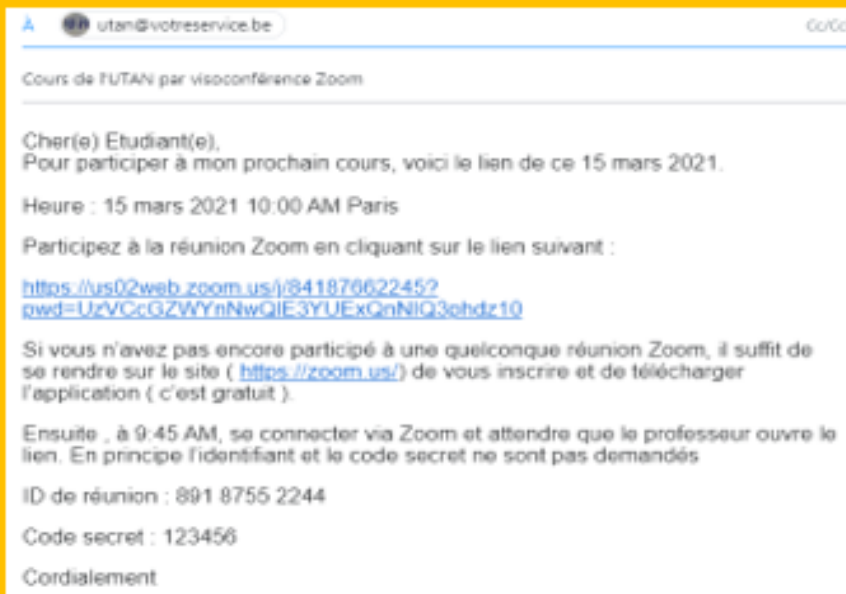 À utan@votreservice.be Cc/Cc
Cours de l'UTAN par visoconférence Zoom
Cher(e) Etudiant(e),
Pour participer à mon prochain cours, voici le lien de ce 15 mars 2021.
Heure : 15 mars 2021 10:00 AM Paris
Participez à la réunion Zoom en cliquant sur le lien suivant :
https://us02web.zoom.us/j/84187662245?
Si vous n'avez pas encore participé à une quelconque réunion Zoom, il suffit de
se rendre sur le site ( https://zoom.us/) de vous inscrire et de télécharger
l'application ( c'est gratuit ).
Ensuite , à 9:45 AM, se connecter via Zoom et attendre que le professeur ouvre le
lien. En principe l'identifiant et le code secret ne sont pas demandés
ID de réunion : 891 8755 2244
Code secret : 123456
Cordialement